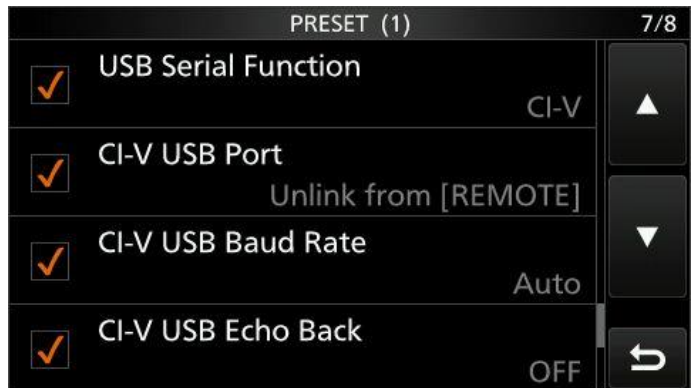 PRESET (1)
7/8
USB Serial Function
CI-V
CI-V USB Port
Unlink from [REMOTE]
CI-V USB Baud Rate
Auto
CI-V USB Echo Back
OFF